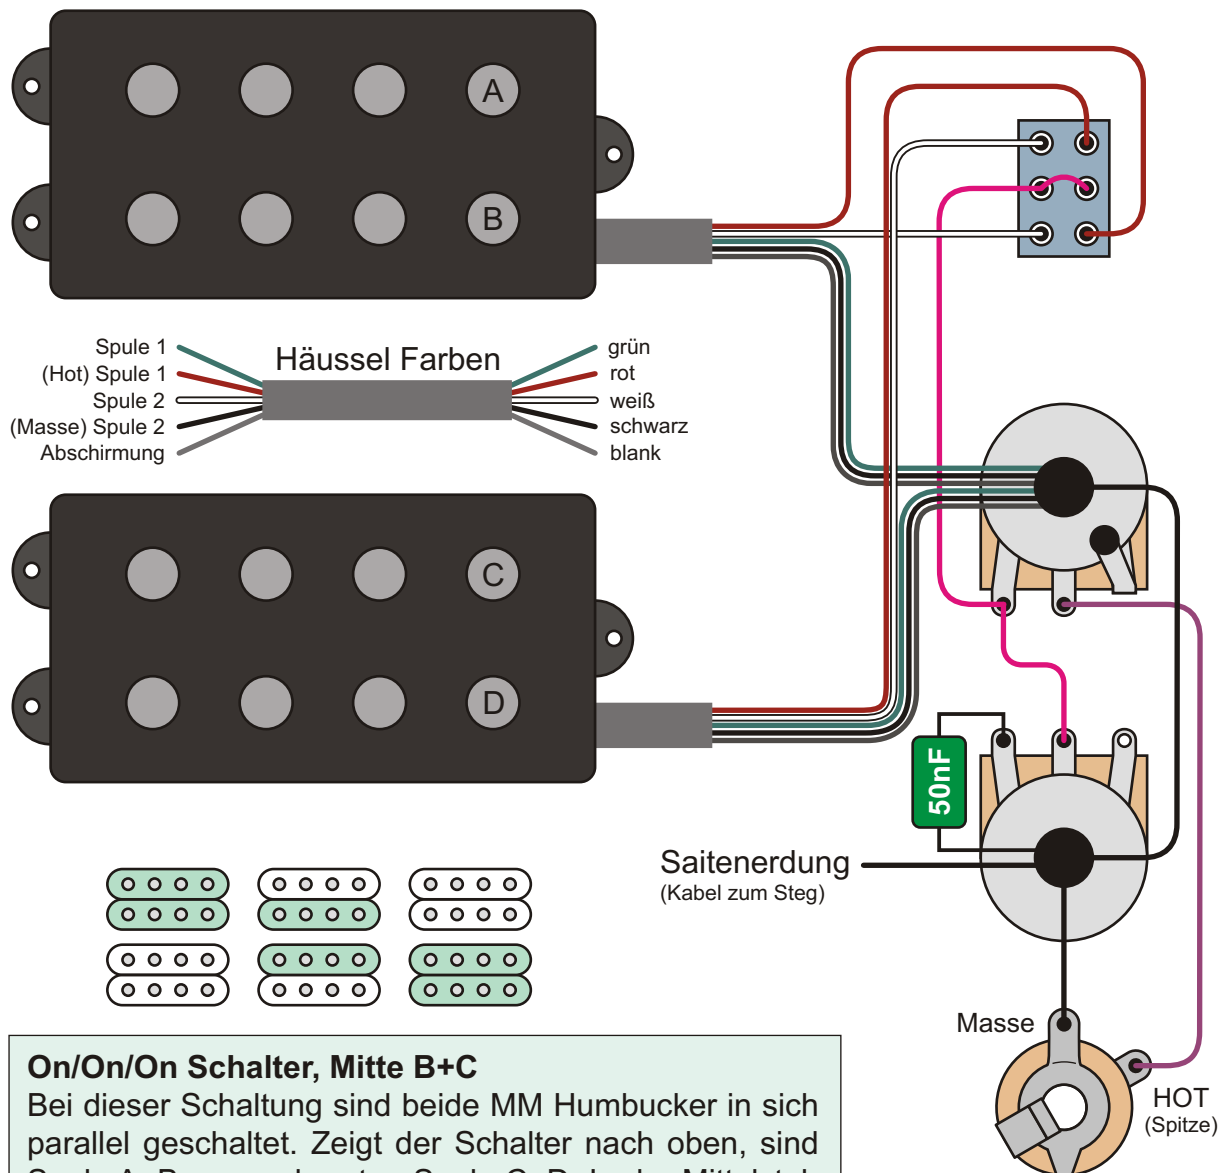 A
B
Häussel Farben
Spule 1
(Hot) Spule 1
Spule 2
(Masse) Spule 2
Abschirmung
grün
rot
weiß
schwarz
blank
C
D
50nF
Saitenerdung
(Kabel zum Steg)
Masse
HOT
(Spitze)
On/On/On Schalter, Mitte B+C
Bei dieser Schaltung sind beide MM Humbucker in sich
parallel geschaltet. Zeigt der Schalter nach oben, sind